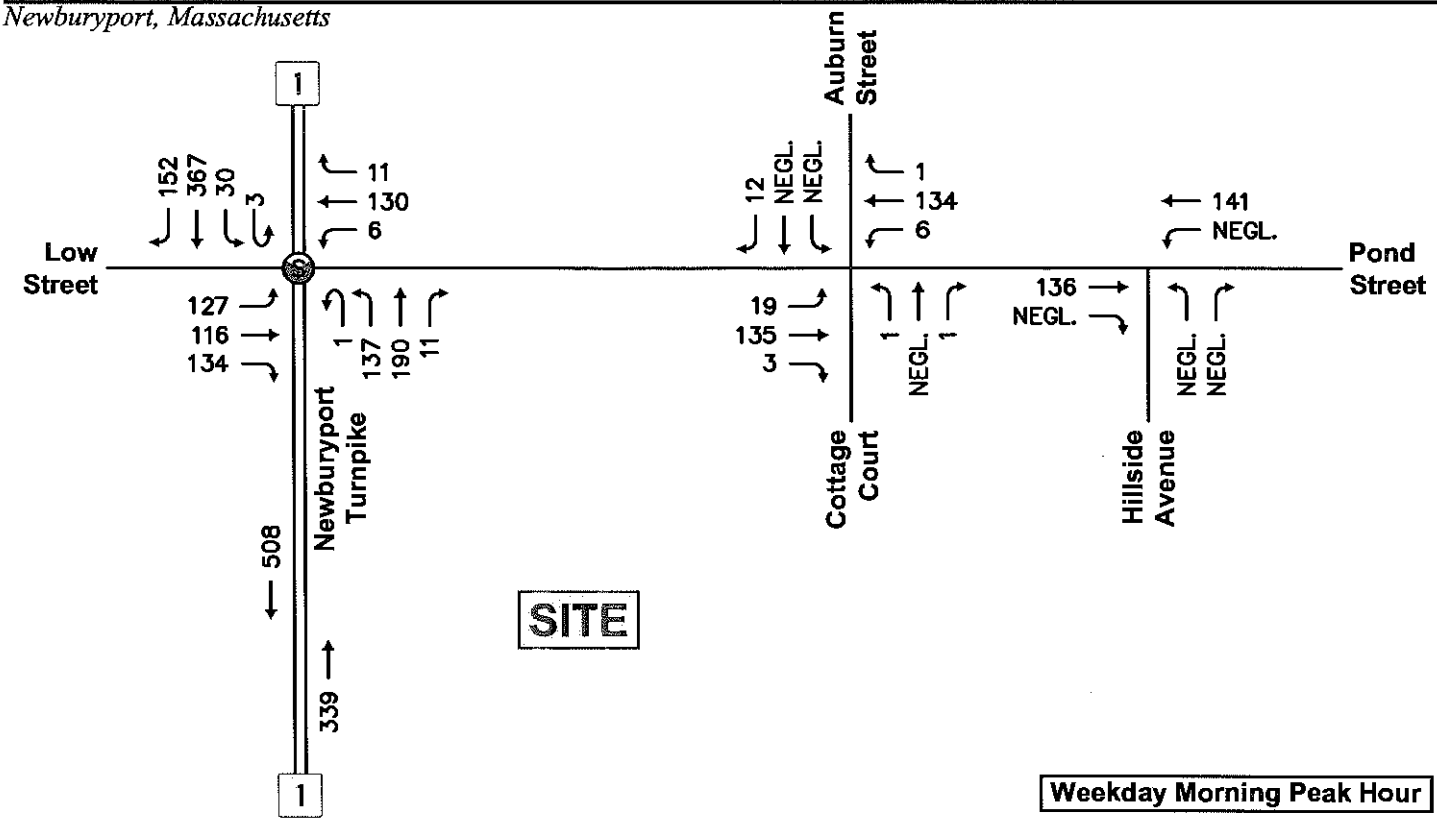 Newburyport, Massachusetts
1
Auburn
Street
152
367
30
3
11
130
6
12
NEGL.
NEGL.
1
134
6
141
NEGL.
Low
Street
S
Pond
Street
127
116
134
1
137
190
11
19
135
3
1
NEGL.
1
136
NEGL.
NEGL.
NEGL.
Newburyport
Turnpike
Cottage
Court
Hillside
Avenue
508
SITE
339
1
Weekday Morning Peak Hour